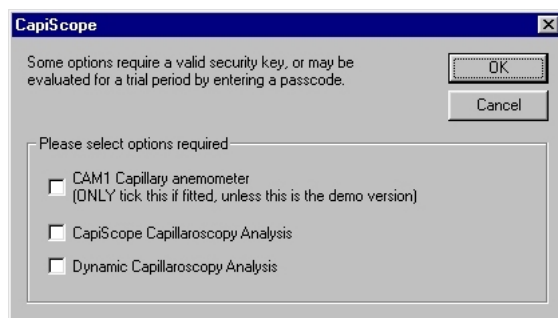 CapiScope
Some options require a valid security key, or may be
evaluated for a trial period by entering a passcode.
OK
Cancel
Please select options required
CAM1 Capillary anemometer
(ONLY tick this if fitted, unless this is the demo version)
CapiScope Capillaroscopy Analysis
Dynamic Capillaroscopy Analysis